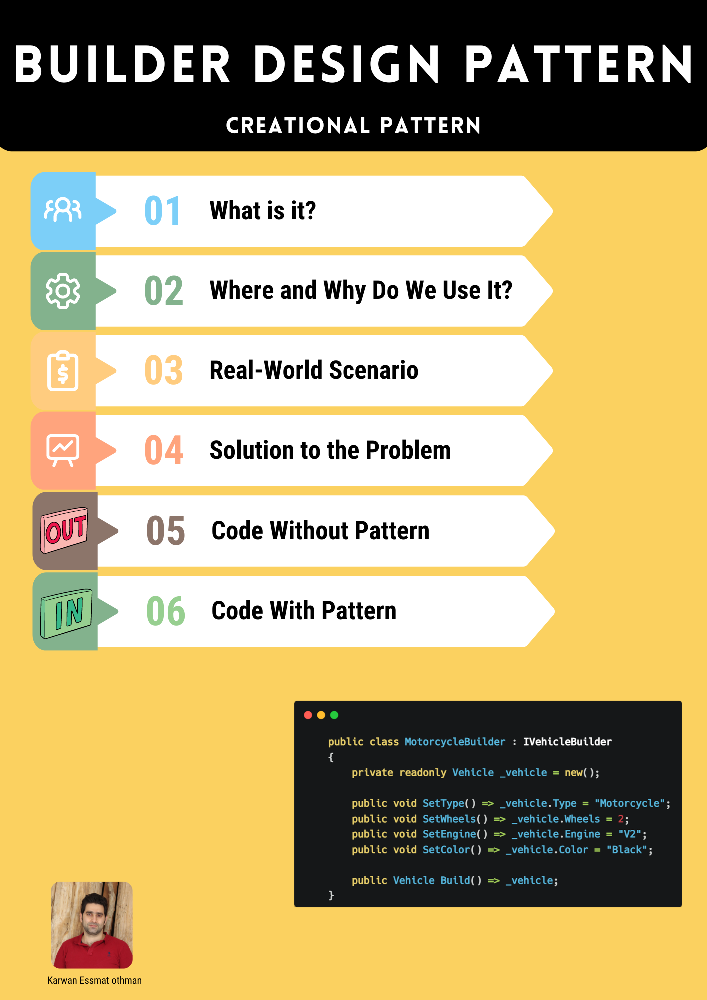 BUILDER DESIGN PATTERN
CREATIONAL PATTERN
01 What is it?
02 Where and Why Do We Use It?
03 Real-World Scenario
04 Solution to the Problem
OUT 05 Code Without Pattern
IN 06 Code With Pattern
public class MotorcycleBuilder : IVehicleBuilder
{
private readonly Vehicle _vehicle = new();
public void SetType() => _vehicle.Type = "Motorcycle";
public void SetWheels() => _vehicle.Wheels = 2;
public void SetEngine() => _vehicle.Engine = "V2";
public void SetColor() => _vehicle.Color = "Black";
public Vehicle Build() => _vehicle;
}
Karwan Essmat othman